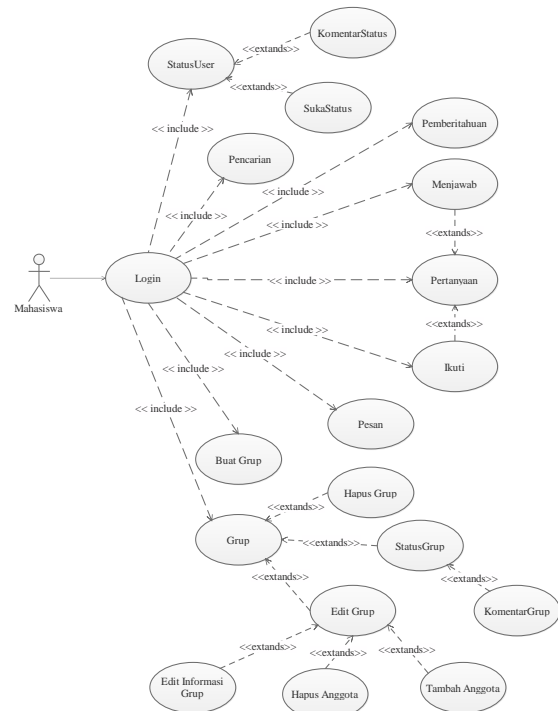 KomentarStatus
<<extands>>
StatusUser
<<extands>>
SukaStatus
<< include >>
Pemberitahuan
Pencarian
<< include >>
Menjawab
<< include >>
<< include >>
<<extands>>
Mahasiswa
Login
<< include >>
Pertanyaan
<<extands>>
<< include >>
Ikuti
<< include >>
<< include >>
<< include >>
Pesan
Buat Grup
Hapus Grup
<<extands>>
Grup
<<extands>>
StatusGrup
<<extands>>
<<extands>>
Edit Grup
KomentarGrup
<<extands>>
<<extands>>
<<extands>>
Edit Informasi
Grup
Hapus Anggota
Tambah Anggota